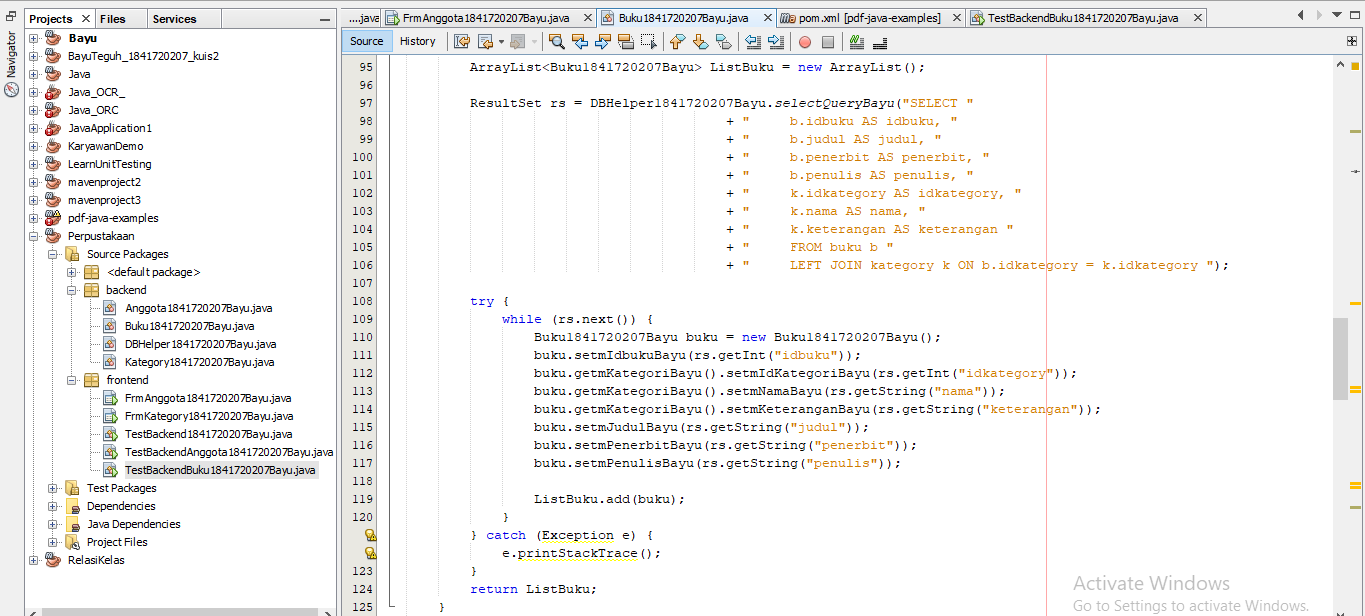 Projects
Files
Services
....java
FrmAnggota1841720207Bayu.java
Buku1841720207Bayu.java
pom.xml [pdf-java-examples]
TestBackendBuku1841720207Bayu.java
Source
History
Navigator
Bayu
BayuTeguh_1841720207_kuis2
Java
Java_OCR_
Java_ORC
JavaApplication1
KaryawanDemo
LearnUnitTesting
mavenproject2
mavenproject3
pdf-java-examples
Perpustakaan
Source Packages
<default package>
backend
Anggota1841720207Bayu.java
Buku1841720207Bayu.java
DBHelper1841720207Bayu.java
Kategory1841720207Bayu.java
frontend
FrmAnggota1841720207Bayu.java
FrmKategory1841720207Bayu.java
TestBackend1841720207Bayu.java
TestBackendAnggota1841720207Bayu.java
TestBackendBuku1841720207Bayu.java
Test Packages
Dependencies
Java Dependencies
Project Files
RelasiKelas
95 ArrayList<Buku1841720207Bayu> ListBuku = new ArrayList();
96
97 ResultSet rs = DBHelper1841720207Bayu.selectQueryBayu("SELECT "
98 + "     b.idbuku AS idbuku, "
99 + "     b.judul AS judul, "
100 + "     b.penerbit AS penerbit, "
101 + "     b.penulis AS penulis, "
102 + "     k.idkategory AS idkategory, "
103 + "     k.nama AS nama, "
104 + "     k.keterangan AS keterangan "
105 + "     FROM buku b "
106 + "     LEFT JOIN kategory k ON b.idkategory = k.idkategory ");
107
108 try {
109 while (rs.next()) {
110 Buku1841720207Bayu buku = new Buku1841720207Bayu();
111 buku.setmIdbukuBayu(rs.getInt("idbuku"));
112 buku.getmKategoriBayu().setmIdKategoriBayu(rs.getInt("idkategory"));
113 buku.getmKategoriBayu().setmNamaBayu(rs.getString("nama"));
114 buku.getmKategoriBayu().setmKeteranganBayu(rs.getString("keterangan"));
115 buku.setmJudulBayu(rs.getString("judul"));
116 buku.setmPenerbitBayu(rs.getString("penerbit"));
117 buku.setmPenulisBayu(rs.getString("penulis"));
118
119 ListBuku.add(buku);
120 }
} catch (Exception e) {
e.printStackTrace();
123 }
124 return ListBuku;
125 }
Activate Windows
Go to Settings to activate Windows.